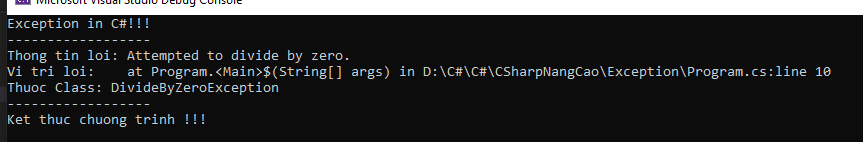 Microsoft Visual Studio Debug Console
Exception in C#!!!
------------------
Thong tin loi: Attempted to divide by zero.
Vi tri loi:    at Program.<Main>$(String[] args) in D:\C#\C#\CSharpNangCao\Exception\Program.cs:line 10
Thuoc Class: DivideByZeroException
------------------
Ket thuc chuong trinh !!!